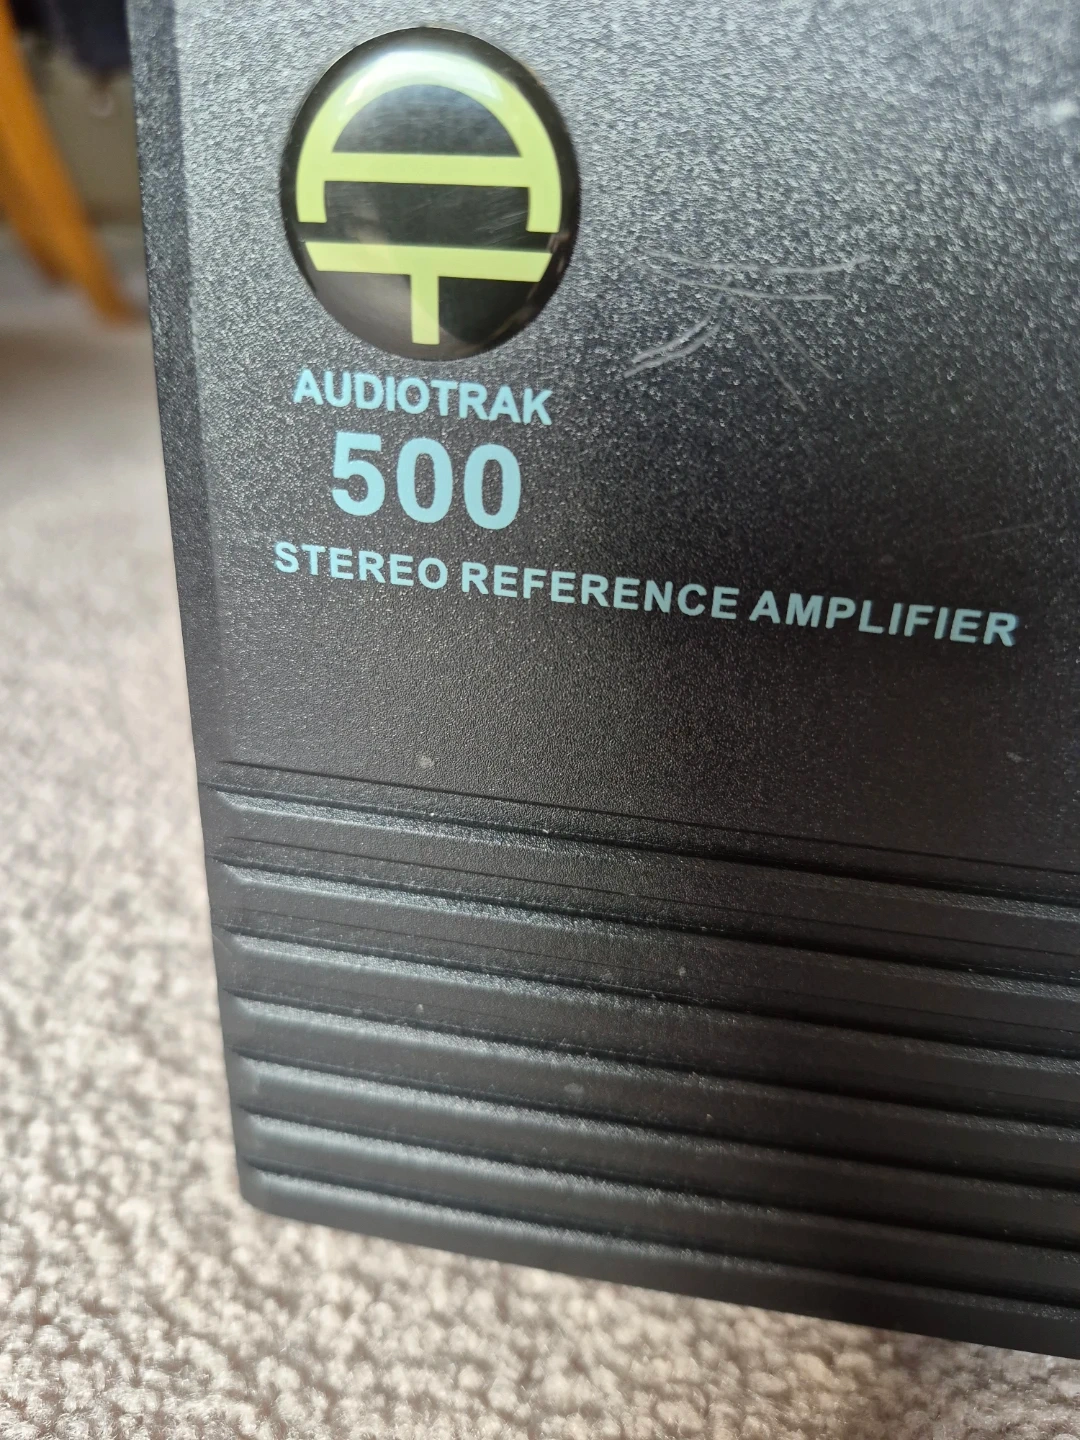 AUDIOTRAK
500
STEREO REFERENCE AMPLIFIER